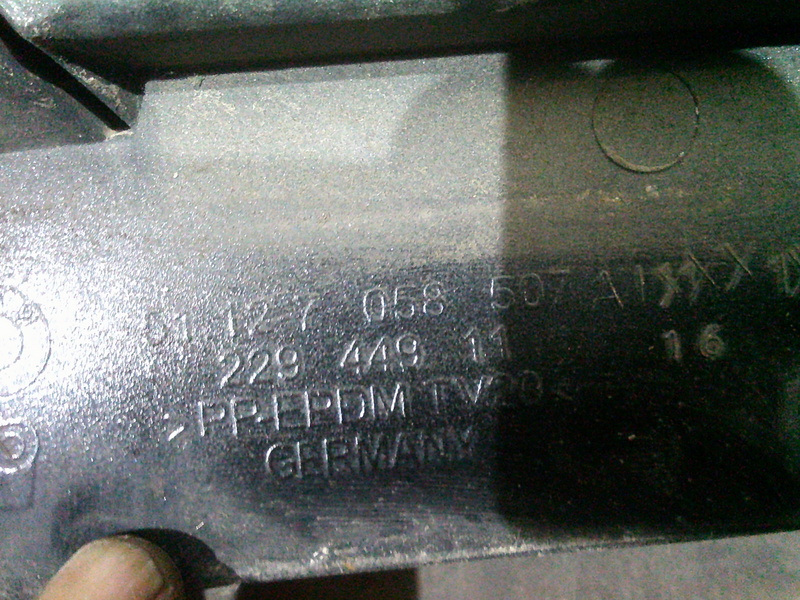 51 12 7 058 507 A
229 449 11 16
>PP-EPDM TV20<
GERMANY